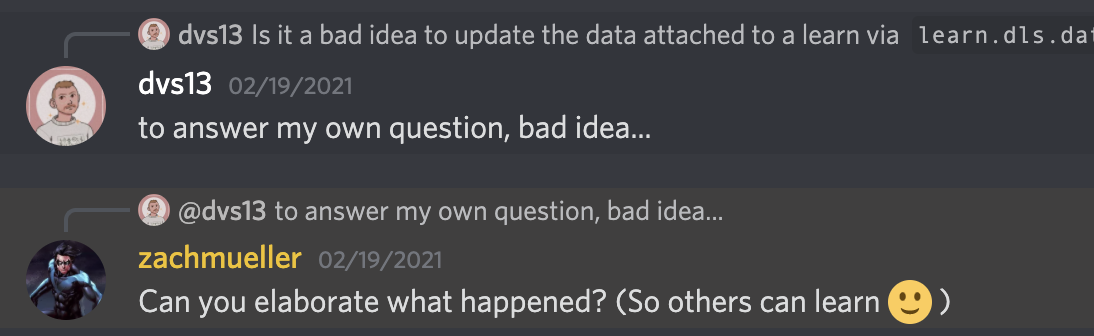 dvs13 Is it a bad idea to update the data attached to a learn via learn.dls.
dvs13 02/19/2021
to answer my own question, bad idea...
@dvs13 to answer my own question, bad idea...
zachmueller 02/19/2021
Can you elaborate what happened? (So others can learn 🙂 )